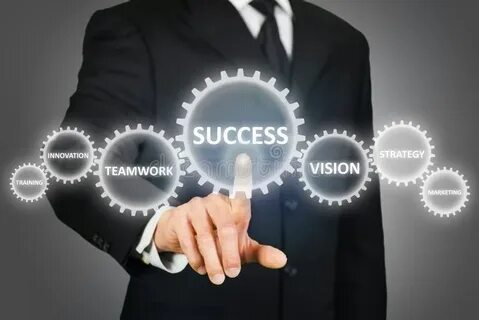 TRAINING
INNOVATION
TEAMWORK
SUCCESS
VISION
STRATEGY
MARKETING